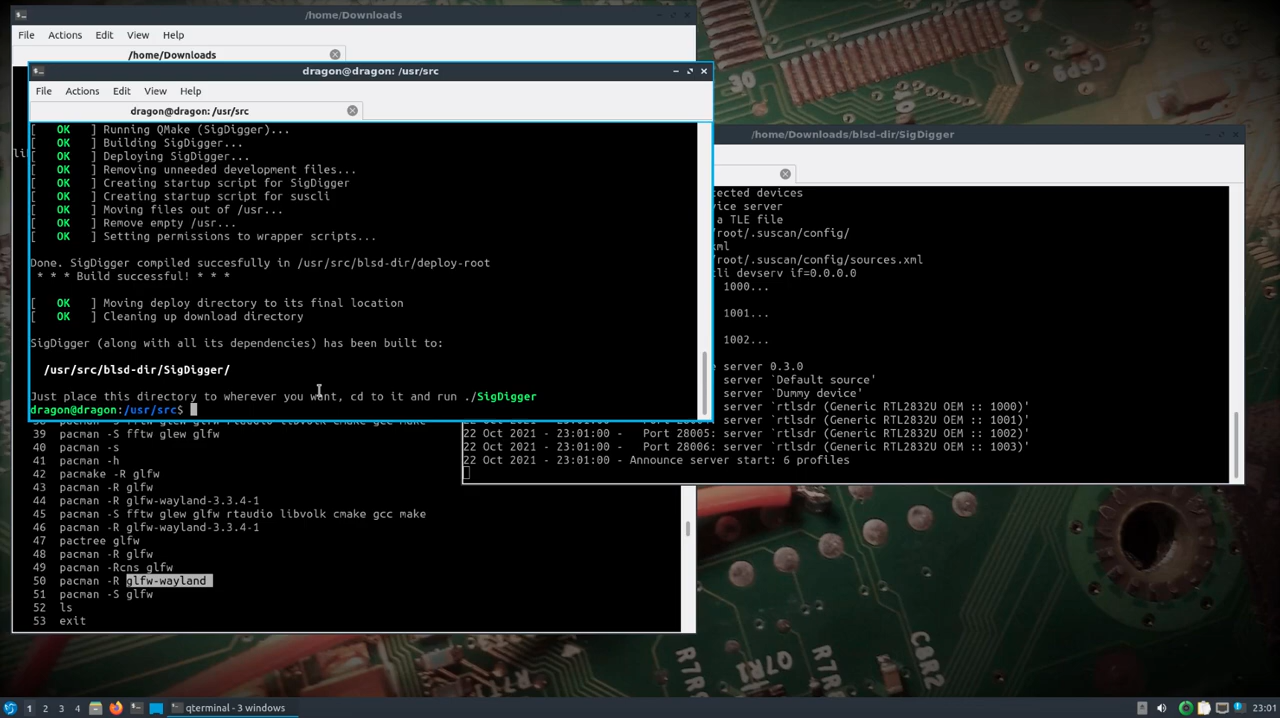 /home/Downloads
File Actions Edit View Help
/home/Downloads
dragon@dragon: /usr/src
File Actions Edit View Help
dragon@dragon: /usr/src
[ OK ] Running QMake (SigDigger)...
[ OK ] Building SigDigger...
[ OK ] Deploying SigDigger...
[ OK ] Removing unneeded development files...
[ OK ] Creating startup script for SigDigger
[ OK ] Creating startup script for suscli
[ OK ] Moving files out of /usr...
[ OK ] Remove empty /usr...
[ OK ] Setting permissions to wrapper scripts...
Done. SigDigger compiled succesfully in /usr/src/blsd-dir/deploy-root
* * * Build successful! * * *
[ OK ] Moving deploy directory to its final location
[ OK ] Cleaning up download directory
SigDigger (along with all its dependencies) has been built to:
/usr/src/blsd-dir/SigDigger/
Just place this directory to wherever you want, cd to it and run ./SigDigger
dragon@dragon:/usr/src$
/home/Downloads/blsd-dir/SigDigger
tected devices
vice server
a TLE file
/root/.suscan/config/
ml
/root/.suscan/config/sources.xml
cli devserv if=0.0.0.0
1000...
1001...
1002...
e server 0.3.0
server `Default source'
server `Dummy device'
server `rtlsdr (Generic RTL2832U OEM :: 1000)'
server `rtlsdr (Generic RTL2832U OEM :: 1001)'
22 Oct 2021 - 23:01:00 - Port 28005: server `rtlsdr (Generic RTL2832U OEM :: 1002)'
22 Oct 2021 - 23:01:00 - Port 28006: server `rtlsdr (Generic RTL2832U OEM :: 1003)'
22 Oct 2021 - 23:01:00 - Announce server start: 6 profiles
39 pacman -S fftw glew glfw
40 pacman -s
41 pacman -h
42 pacmake -R glfw
43 pacman -R glfw
44 pacman -R glfw-wayland-3.3.4-1
45 pacman -S fftw glew glfw rtaudio libvolk cmake gcc make
46 pacman -R glfw-wayland-3.3.4-1
47 pactree glfw
48 pacman -R glfw
49 pacman -Rcns glfw
50 pacman -R glfw-wayland
51 pacman -S glfw
52 ls
53 exit
1 2 3 4 qterminal - 3 windows
23:01